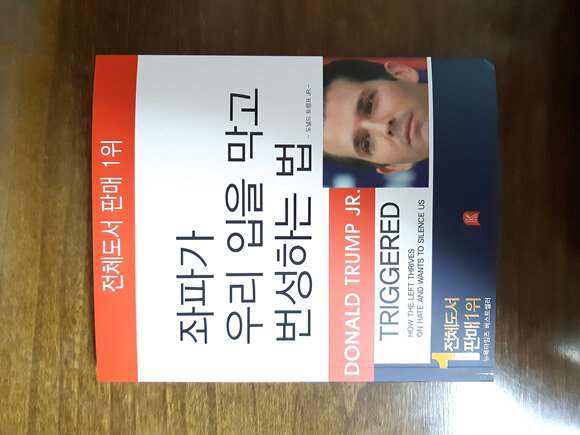 전체도서 판매 1위
좌파가
우리 입을 막고
번성하는 법
- 도널드 트럼프 JR. -
DONALD TRUMP JR.
TRIGGERED
HOW THE LEFT THRIVES
ON HATE AND WANTS TO SILENCE US
1
전체도서
판매1위
뉴욕타임즈 베스트셀러
K